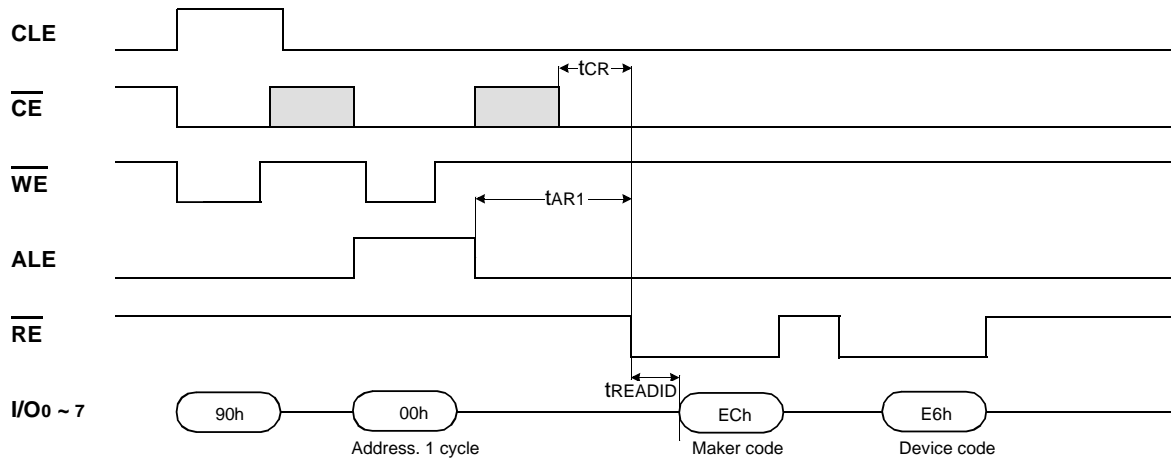 CLE
tCR
CE
WE
tAR1
ALE
RE
tREADID
I/O0 ~ 7
90h
00h
ECh
E6h
Address. 1 cycle
Maker code
Device code